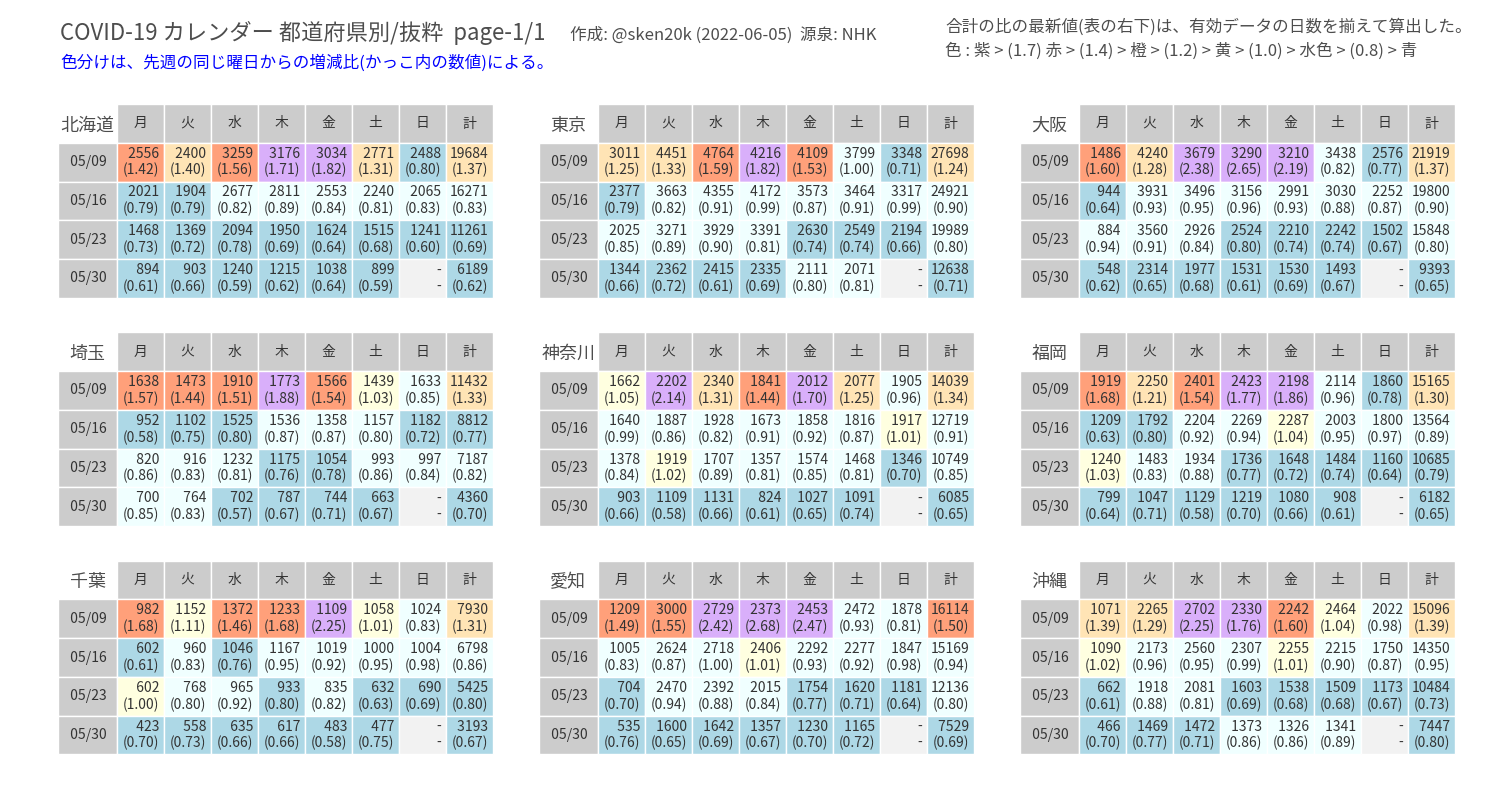 COVID-19 カレンダー 都道府県別/抜粋 page-1/1 作成: @sken20k (2022-06-05) 源泉: NHK
色分けは、先週の同じ曜日からの増減比(かっこ内の数値)による。
合計の比の最新値(表の右下)は、有効データの日数を揃えて算出した。
色 : 紫 > (1.7) 赤 > (1.4) > 橙 > (1.2) > 黄 > (1.0) > 水色 > (0.8) > 青
北海道 月 火 水 木 金 土 日 計
05/09 2556 2400 3259 3176 3034 2771 2488 19684
(1.42) (1.40) (1.56) (1.71) (1.82) (1.31) (0.80) (1.37)
05/16 2021 1904 2677 2811 2553 2240 2065 16271
(0.79) (0.79) (0.82) (0.89) (0.84) (0.81) (0.83) (0.83)
05/23 1468 1369 2094 1950 1624 1515 1241 11261
(0.73) (0.72) (0.78) (0.69) (0.64) (0.68) (0.60) (0.69)
05/30 894 903 1240 1215 1038 899 - 6189
(0.61) (0.66) (0.59) (0.62) (0.64) (0.59) - (0.62)
東京 月 火 水 木 金 土 日 計
05/09 3011 4451 4764 4216 4109 3799 3348 27698
(1.25) (1.33) (1.59) (1.82) (1.53) (1.00) (0.71) (1.24)
05/16 2377 3663 4355 4172 3573 3464 3317 24921
(0.79) (0.82) (0.91) (0.99) (0.87) (0.91) (0.99) (0.90)
05/23 2025 3271 3929 3391 2630 2549 2194 19989
(0.85) (0.89) (0.90) (0.81) (0.74) (0.74) (0.66) (0.80)
05/30 1344 2362 2415 2335 2111 2071 - 12638
(0.66) (0.72) (0.61) (0.69) (0.80) (0.81) - (0.71)
大阪 月 火 水 木 金 土 日 計
05/09 1486 4240 3679 3290 3210 3438 2576 21919
(1.60) (1.28) (2.38) (2.65) (2.19) (0.82) (0.77) (1.37)
05/16 944 3931 3496 3156 2991 3030 2252 19800
(0.64) (0.93) (0.95) (0.96) (0.93) (0.88) (0.87) (0.90)
05/23 884 3560 2926 2524 2210 2242 1502 15848
(0.94) (0.91) (0.84) (0.80) (0.74) (0.74) (0.67) (0.80)
05/30 548 2314 1977 1531 1530 1493 - 9393
(0.62) (0.65) (0.68) (0.61) (0.69) (0.67) - (0.65)
埼玉 月 火 水 木 金 土 日 計
05/09 1638 1473 1910 1773 1566 1439 1633 11432
(1.57) (1.44) (1.51) (1.88) (1.54) (1.03) (0.85) (1.33)
05/16 952 1102 1525 1536 1358 1157 1182 8812
(0.58) (0.75) (0.80) (0.87) (0.87) (0.80) (0.72) (0.77)
05/23 820 916 1232 1175 1054 993 997 7187
(0.86) (0.83) (0.81) (0.76) (0.78) (0.86) (0.84) (0.82)
05/30 700 764 702 787 744 663 - 4360
(0.85) (0.83) (0.57) (0.67) (0.71) (0.67) - (0.70)
神奈川 月 火 水 木 金 土 日 計
05/09 1662 2202 2340 1841 2012 2077 1905 14039
(1.05) (2.14) (1.31) (1.44) (1.70) (1.25) (0.96) (1.34)
05/16 1640 1887 1928 1673 1858 1816 1917 12719
(0.99) (0.86) (0.82) (0.91) (0.92) (0.87) (1.01) (0.91)
05/23 1378 1919 1707 1357 1574 1468 1346 10749
(0.84) (1.02) (0.89) (0.81) (0.85) (0.81) (0.70) (0.85)
05/30 903 1109 1131 824 1027 1091 - 6085
(0.66) (0.58) (0.66) (0.61) (0.65) (0.74) - (0.65)
福岡 月 火 水 木 金 土 日 計
05/09 1919 2250 2401 2423 2198 2114 1860 15165
(1.68) (1.21) (1.54) (1.77) (1.86) (0.96) (0.78) (1.30)
05/16 1209 1792 2204 2269 2287 2003 1800 13564
(0.63) (0.80) (0.92) (0.94) (1.04) (0.95) (0.97) (0.89)
05/23 1240 1483 1934 1736 1648 1484 1160 10685
(1.03) (0.83) (0.88) (0.77) (0.72) (0.74) (0.64) (0.79)
05/30 799 1047 1129 1219 1080 908 - 6182
(0.64) (0.71) (0.58) (0.70) (0.66) (0.61) - (0.65)
千葉 月 火 水 木 金 土 日 計
05/09 982 1152 1372 1233 1109 1058 1024 7930
(1.68) (1.11) (1.46) (1.68) (2.25) (1.01) (0.83) (1.31)
05/16 602 960 1046 1167 1019 1000 1004 6798
(0.61) (0.83) (0.76) (0.95) (0.92) (0.95) (0.98) (0.86)
05/23 602 768 965 933 835 632 690 5425
(1.00) (0.80) (0.92) (0.80) (0.82) (0.63) (0.69) (0.80)
05/30 423 558 635 617 483 477 - 3193
(0.70) (0.73) (0.66) (0.66) (0.58) (0.75) - (0.67)
愛知 月 火 水 木 金 土 日 計
05/09 1209 3000 2729 2373 2453 2472 1878 16114
(1.49) (1.55) (2.42) (2.68) (2.47) (0.93) (0.81) (1.50)
05/16 1005 2624 2718 2406 2292 2277 1847 15169
(0.83) (0.87) (1.00) (1.01) (0.93) (0.92) (0.98) (0.94)
05/23 704 2470 2392 2015 1754 1620 1181 12136
(0.70) (0.94) (0.88) (0.84) (0.77) (0.71) (0.64) (0.80)
05/30 535 1600 1642 1357 1230 1165 - 7529
(0.76) (0.65) (0.69) (0.67) (0.70) (0.72) - (0.69)
沖縄 月 火 水 木 金 土 日 計
05/09 1071 2265 2702 2330 2242 2464 2022 15096
(1.39) (1.29) (2.25) (1.76) (1.60) (1.04) (0.98) (1.39)
05/16 1090 2173 2560 2307 2255 2215 1750 14350
(1.02) (0.96) (0.95) (0.99) (1.01) (0.90) (0.87) (0.95)
05/23 662 1918 2081 1603 1538 1509 1173 10484
(0.61) (0.88) (0.81) (0.69) (0.68) (0.68) (0.67) (0.73)
05/30 466 1469 1472 1373 1326 1341 - 7447
(0.70) (0.77) (0.71) (0.86) (0.86) (0.89) - (0.80)